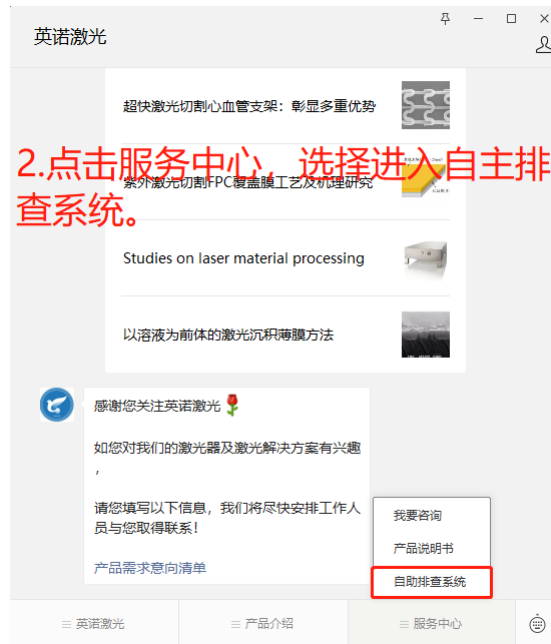 英诺激光
超快激光切割心血管支架：彰显多重优势
2.点击服务中心，选择进入自主排
查系统。
紫外激光切割FPC覆盖膜工艺及机理研究
Studies on laser material processing
以溶液为前体的激光沉积薄膜方法
感谢您关注英诺激光🌹
如您对我们的激光器及激光解决方案有兴趣
，
请您填写以下信息，我们将尽快安排工作人
员与您取得联系！
产品需求意向清单
我要咨询
产品说明书
自助排查系统
英诺激光
产品介绍
服务中心